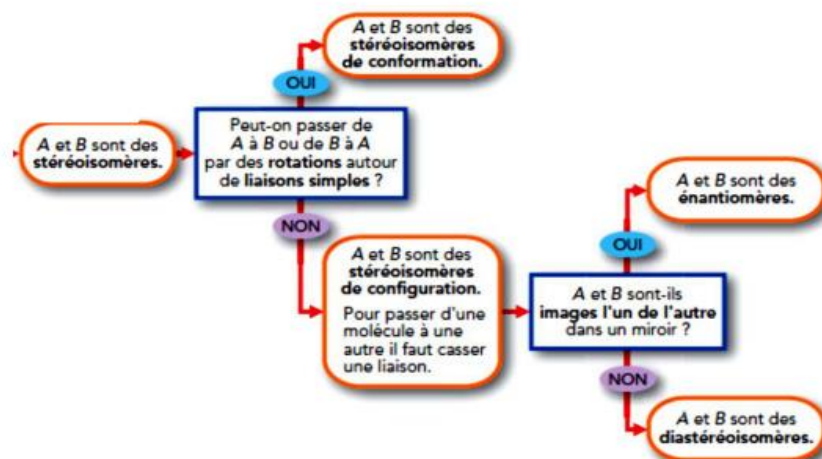 A et B sont des
stéréoisomères.
Peut-on passer de
A à B ou de B à A
par des rotations autour
de liaisons simples ?
OUI
A et B sont des
stéréoisomères
de conformation.
NON
A et B sont des
stéréoisomères
de configuration.
Pour passer d'une
molécule à une
autre il faut casser
une liaison.
A et B sont-ils
images l'un de l'autre
dans un miroir ?
OUI
A et B sont des
énantiomères.
NON
A et B sont des
diastéréoisomères.